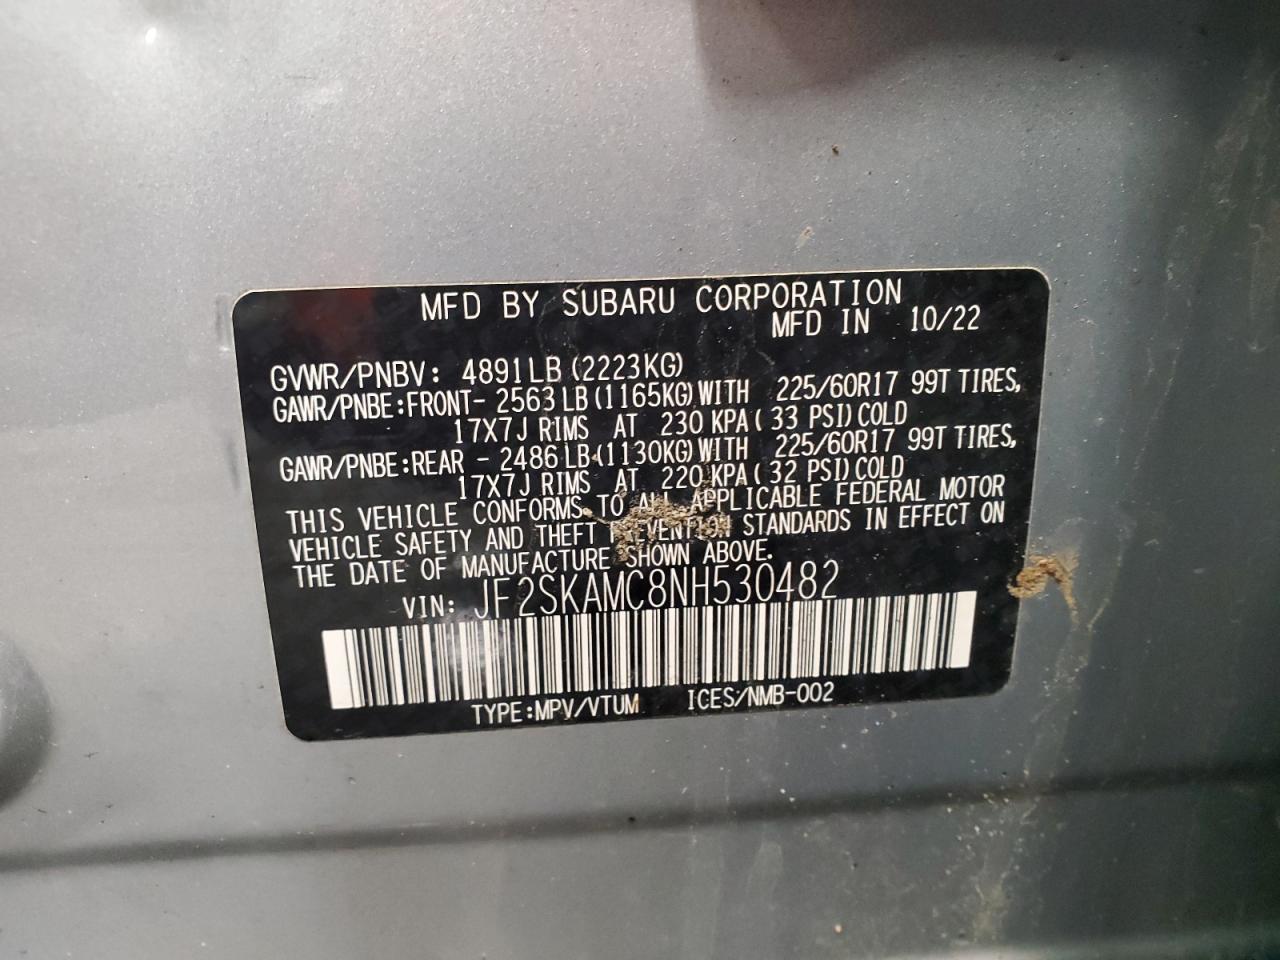 MFD BY SUBARU CORPORATION
MFD IN 10/22
GVWR/PNBV: 4891LB (2223KG)
GAWR/PNBE:FRONT- 2563LB(1165KG)WITH 225/60R17 99T TIRES,
17X7J RIMS AT 230 KPA( 33 PSI)COLD
GAWR/PNBE:REAR - 2486LB(1130KG)WITH 225/60R17 99T TIRES,
17X7J RIMS AT 220 KPA( 32 PSI)COLD
THIS VEHICLE CONFORMS TO ALL APPLICABLE FEDERAL MOTOR
VEHICLE SAFETY AND THEFT PREVENTION STANDARDS IN EFFECT ON
THE DATE OF MANUFACTURE SHOWN ABOVE.
VIN: JF2SKAMC8NH530482
TYPE:MPV/VTUM ICES/NMB-002